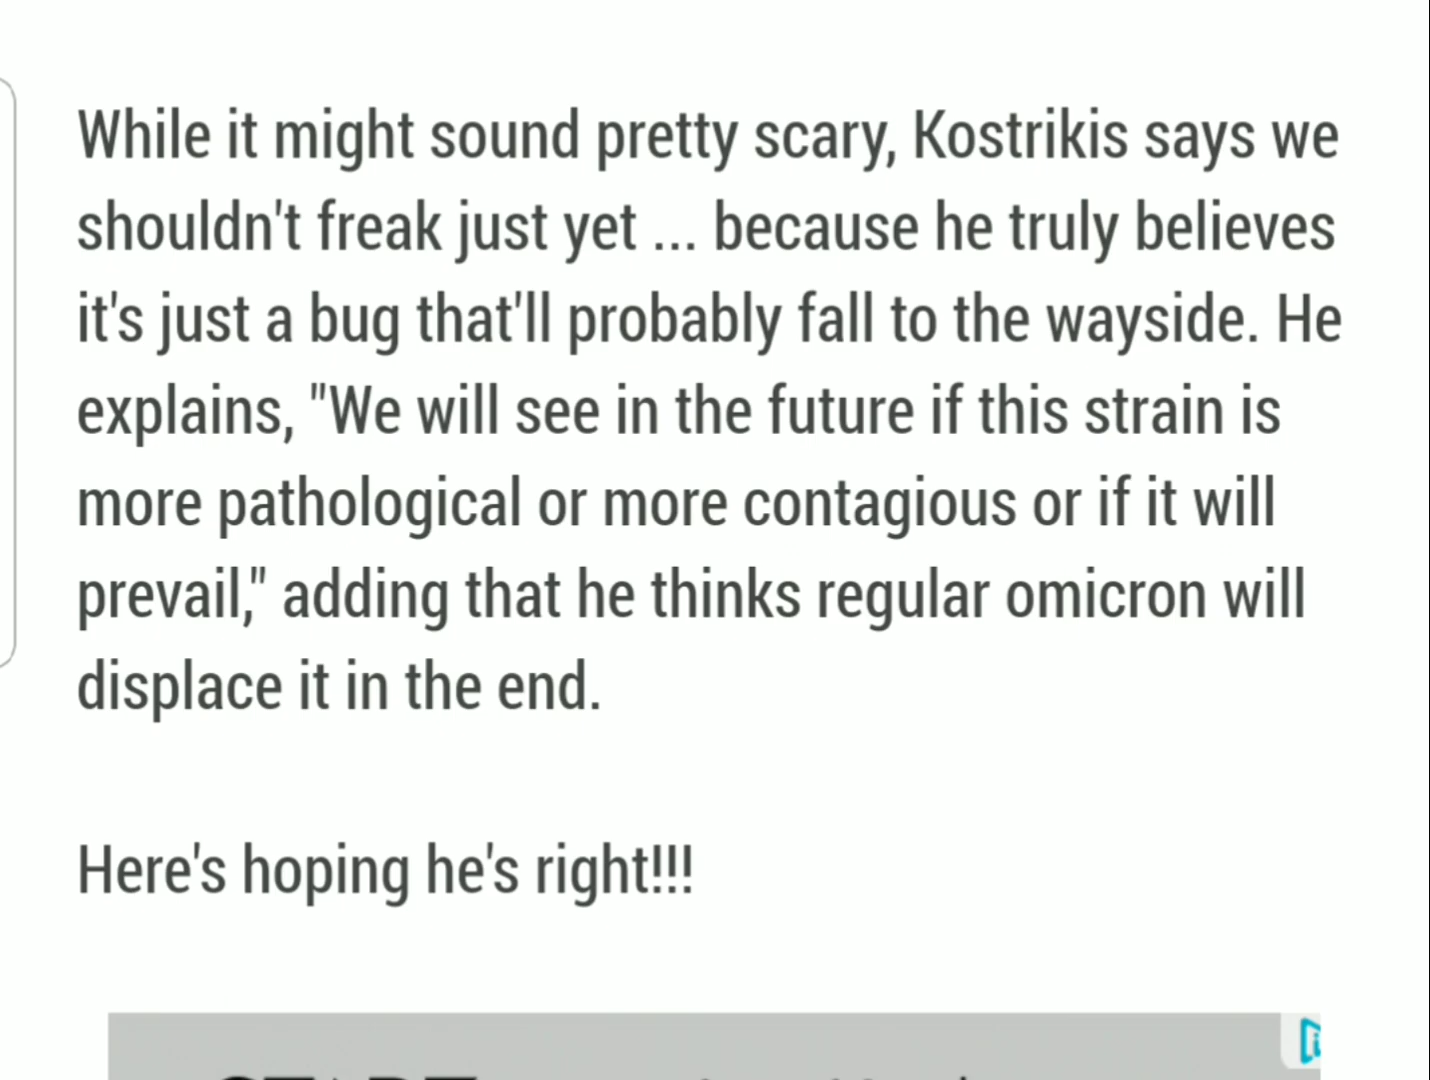 While it might sound pretty scary, Kostrikis says we
shouldn't freak just yet ... because he truly believes
it's just a bug that'll probably fall to the wayside. He
explains, "We will see in the future if this strain is
more pathological or more contagious or if it will
prevail," adding that he thinks regular omicron will
displace it in the end.
Here's hoping he's right!!!